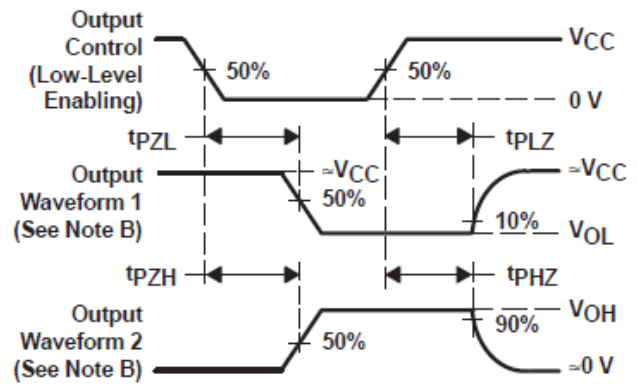 Output
Control
(Low-Level
Enabling)
50%
50%
VCC
0 V
tPZL
tPLZ
Output
Waveform 1
(See Note B)
≈VCC
50%
≈VCC
10%
VOL
tPZH
tPHZ
Output
Waveform 2
(See Note B)
50%
VOH
90%
≈0 V